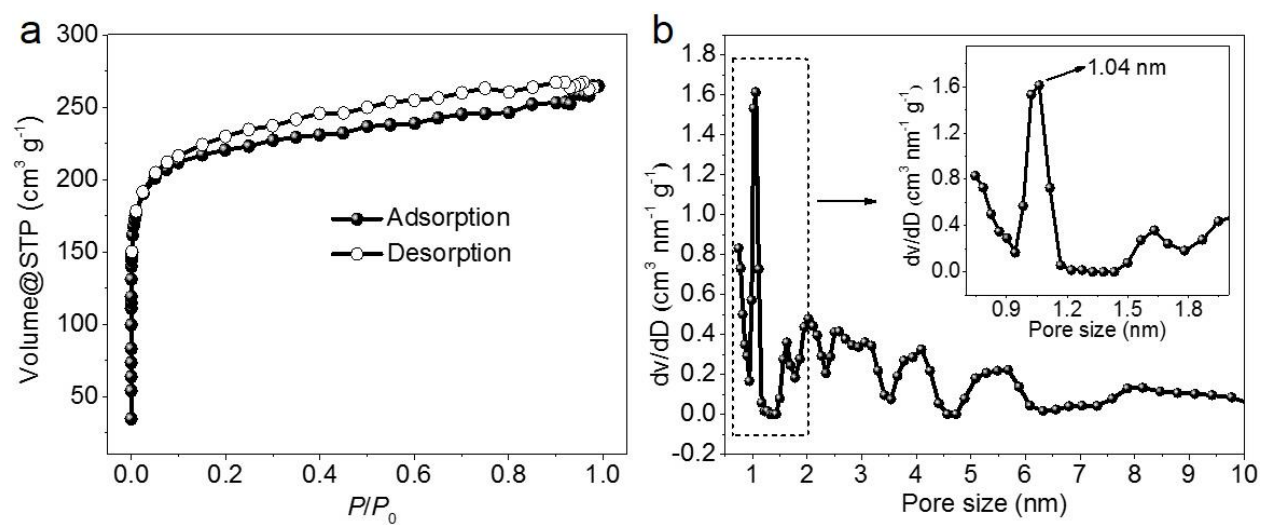 a
300
250
200
150
100
50
Volume@STP (cm³ g⁻¹)
Adsorption
Desorption
0.0 0.2 0.4 0.6 0.8 1.0
P/P₀
b
1.8
1.6
1.4
1.2
1.0
0.8
0.6
0.4
0.2
0.0
-0.2
dv/dD (cm³ nm⁻¹ g⁻¹)
1 2 3 4 5 6 7 8 9 10
Pore size (nm)
1.04 nm
1.6
1.2
0.8
0.4
0.0
dv/dD (cm³ nm⁻¹ g⁻¹)
0.9 1.2 1.5 1.8
Pore size (nm)